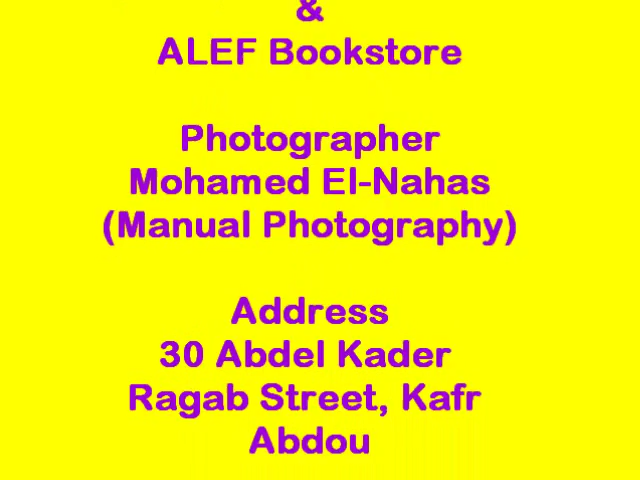 &
ALEF Bookstore
Photographer
Mohamed El-Nahas
(Manual Photography)
Address
30 Abdel Kader
Ragab Street, Kafr
Abdou